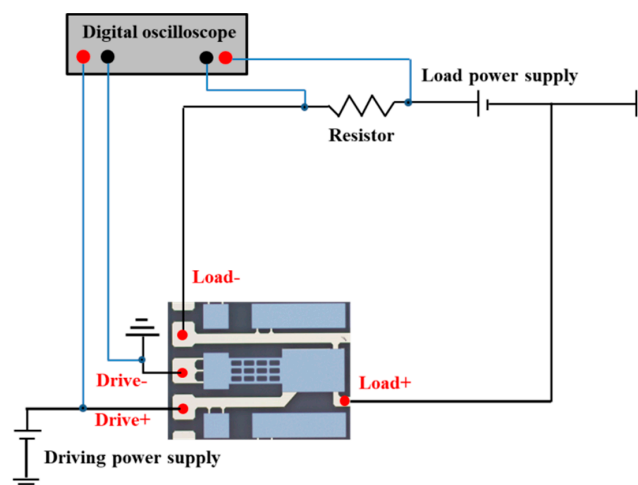 Digital oscilloscope
Load power supply
Resistor
Load-
Drive-
Load+
Drive+
Driving power supply